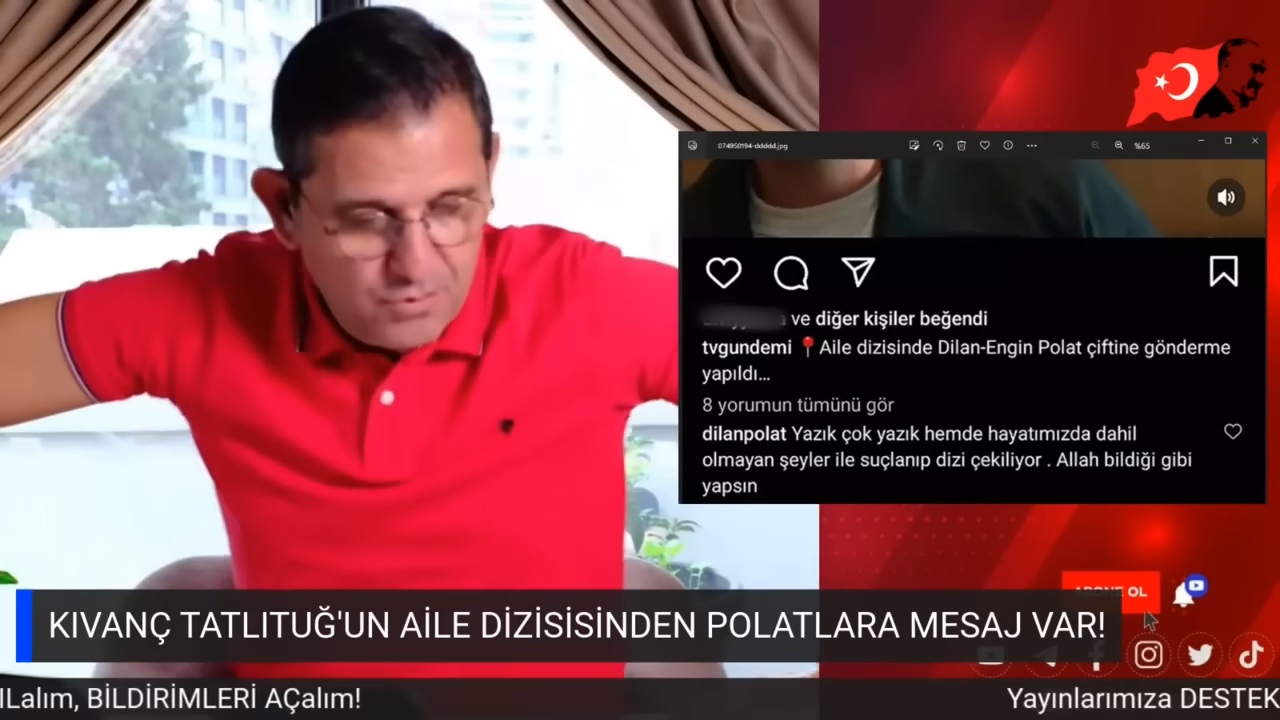 074950194-ddddd.jpg
%65
ve diğer kişiler beğendi
tvgundemi 📍Aile dizisinde Dilan-Engin Polat çiftine gönderme
yapıldı...
8 yorumun tümünü gör
dilanpolat Yazık çok yazık hemde hayatımızda dahil
olmayan şeyler ile suçlanıp dizi çekiliyor . Allah bildiği gibi
yapsın
ABONE OL
KIVANÇ TATLITUĞ'UN AİLE DİZİSİSİNDEN POLATLARA MESAJ VAR!
ILalım, BİLDİRİMLERİ AÇalım!
Yayınlarımıza DESTEK